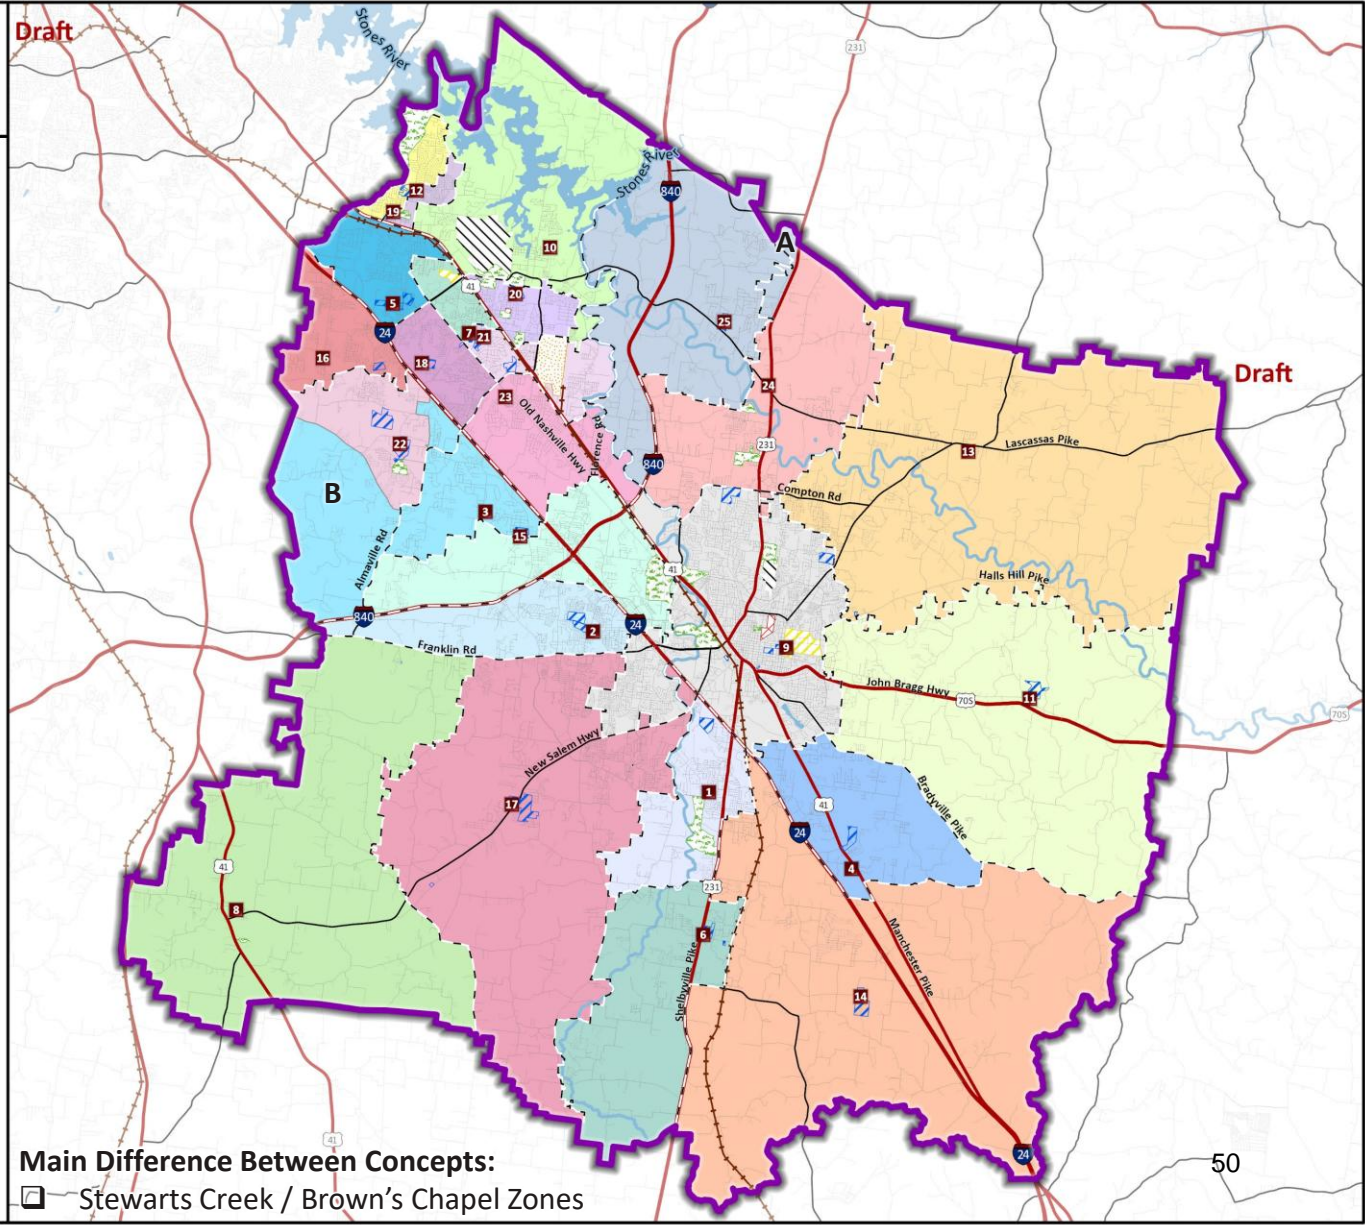 Draft
Stones River
231
Stones River
840
12
19
A
10
41
20
5
25
24
7
21
16
18
Draft
24
23
Old Nashville Hwy
Florence Rd
22
231
13
Lascassas Pike
840
B
Compton Rd
3
15
Almaville Rd
41
Halls Hill Pike
840
24
2
Franklin Rd
9
John Bragg Hwy
70S
11
70S
New Salem Hwy
17
1
41
Bradyville Pike
24
41
4
231
8
6
Shelbyville Pike
Manchester Pike
14
41
24
Main Difference Between Concepts:
❑ Stewarts Creek / Brown's Chapel Zones
50